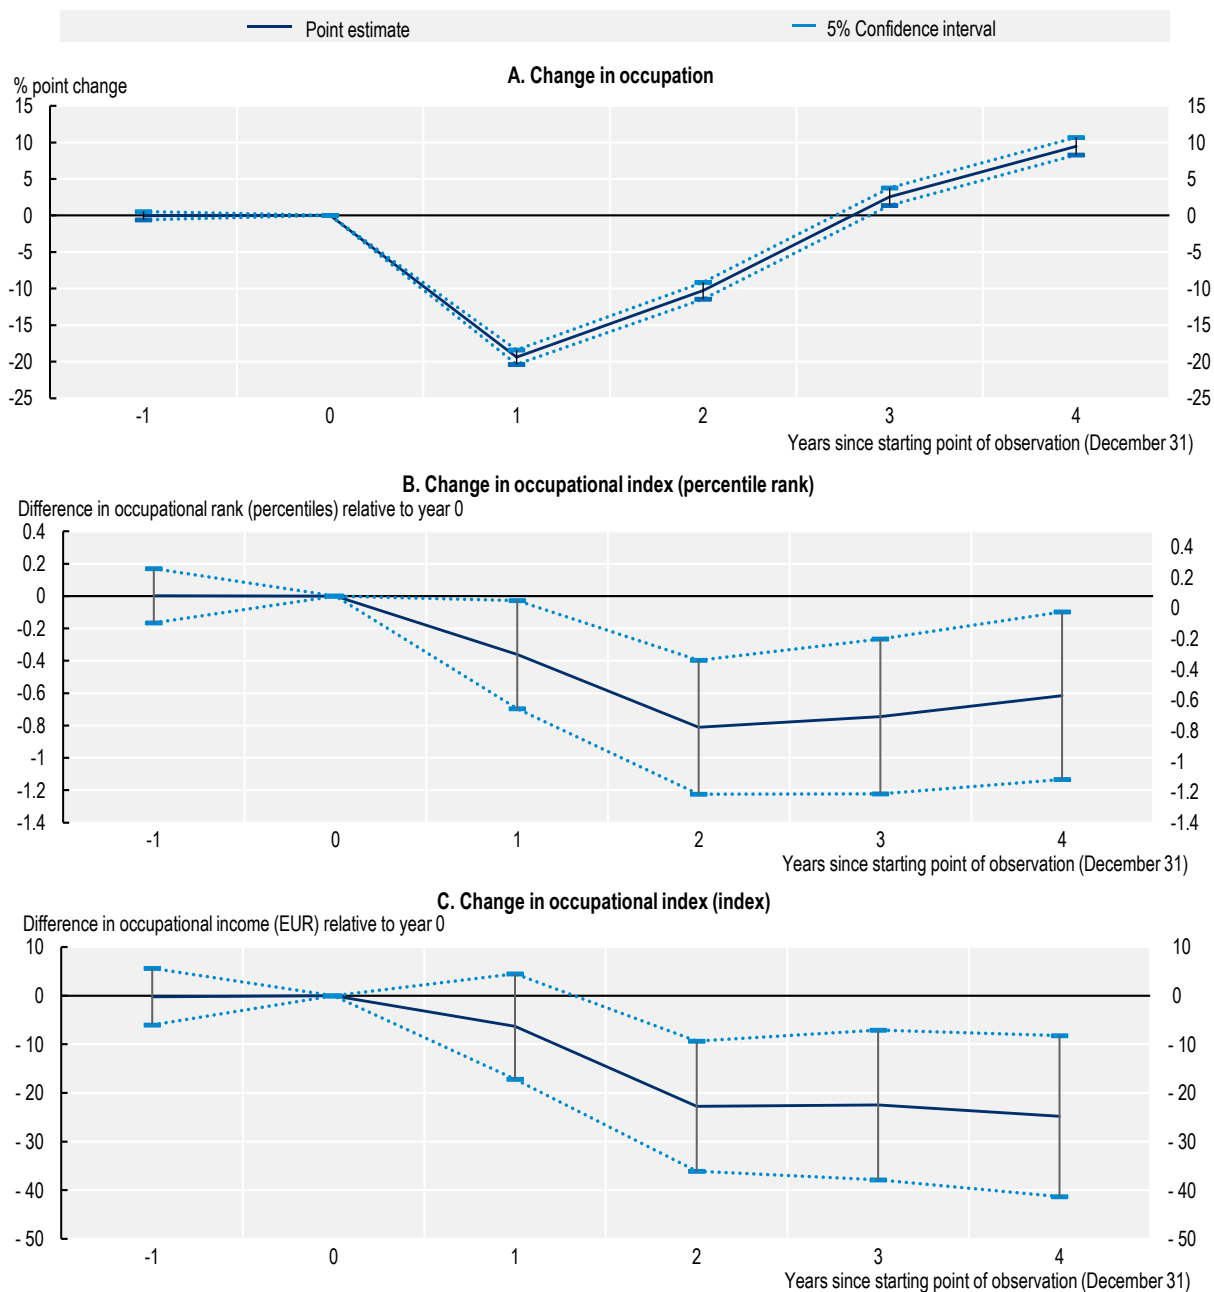 Point estimate 5% Confidence interval
A. Change in occupation
% point change
15 15
10 10
5 5
0 0
-5 -5
-10 -10
-15 -15
-20 -20
-25 -25
-1 0 1 2 3 4
Years since starting point of observation (December 31)
B. Change in occupational index (percentile rank)
Difference in occupational rank (percentiles) relative to year 0
0.4 0.4
0.2 0.2
0 0
-0.2 -0.2
-0.4 -0.4
-0.6 -0.6
-0.8 -0.8
-1 -1
-1.2 -1.2
-1.4 -1.4
-1 0 1 2 3 4
Years since starting point of observation (December 31)
C. Change in occupational index (index)
Difference in occupational income (EUR) relative to year 0
10 10
0 0
- 10 - 10
- 20 - 20
- 30 - 30
- 40 - 40
- 50 - 50
-1 0 1 2 3 4
Years since starting point of observation (December 31)